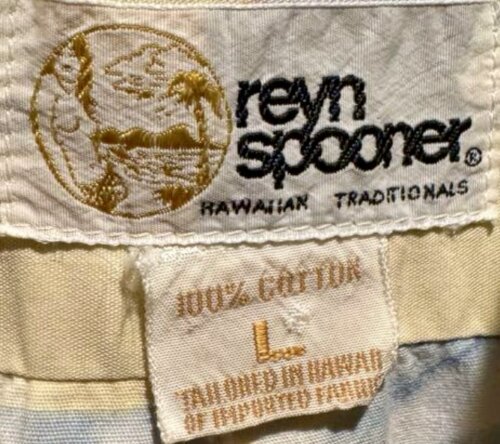 reyn
spooner®
HAWAIIAN TRADITIONALS
100% COTTON
L
TAILORED IN HAWAII
OF IMPORTED FABRIC